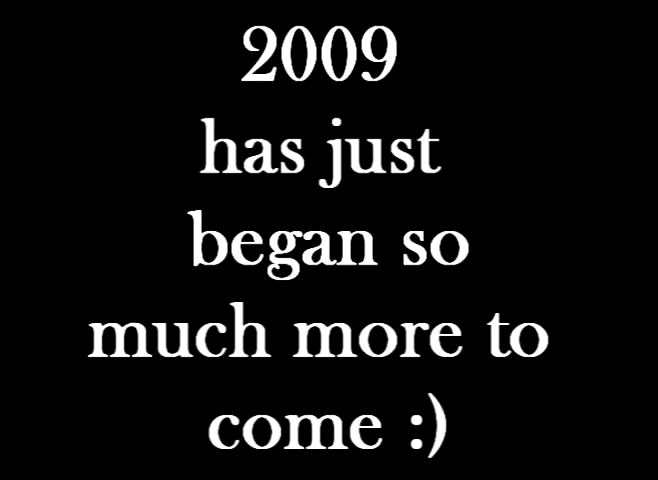 2009
has just
began so
much more to
come :)